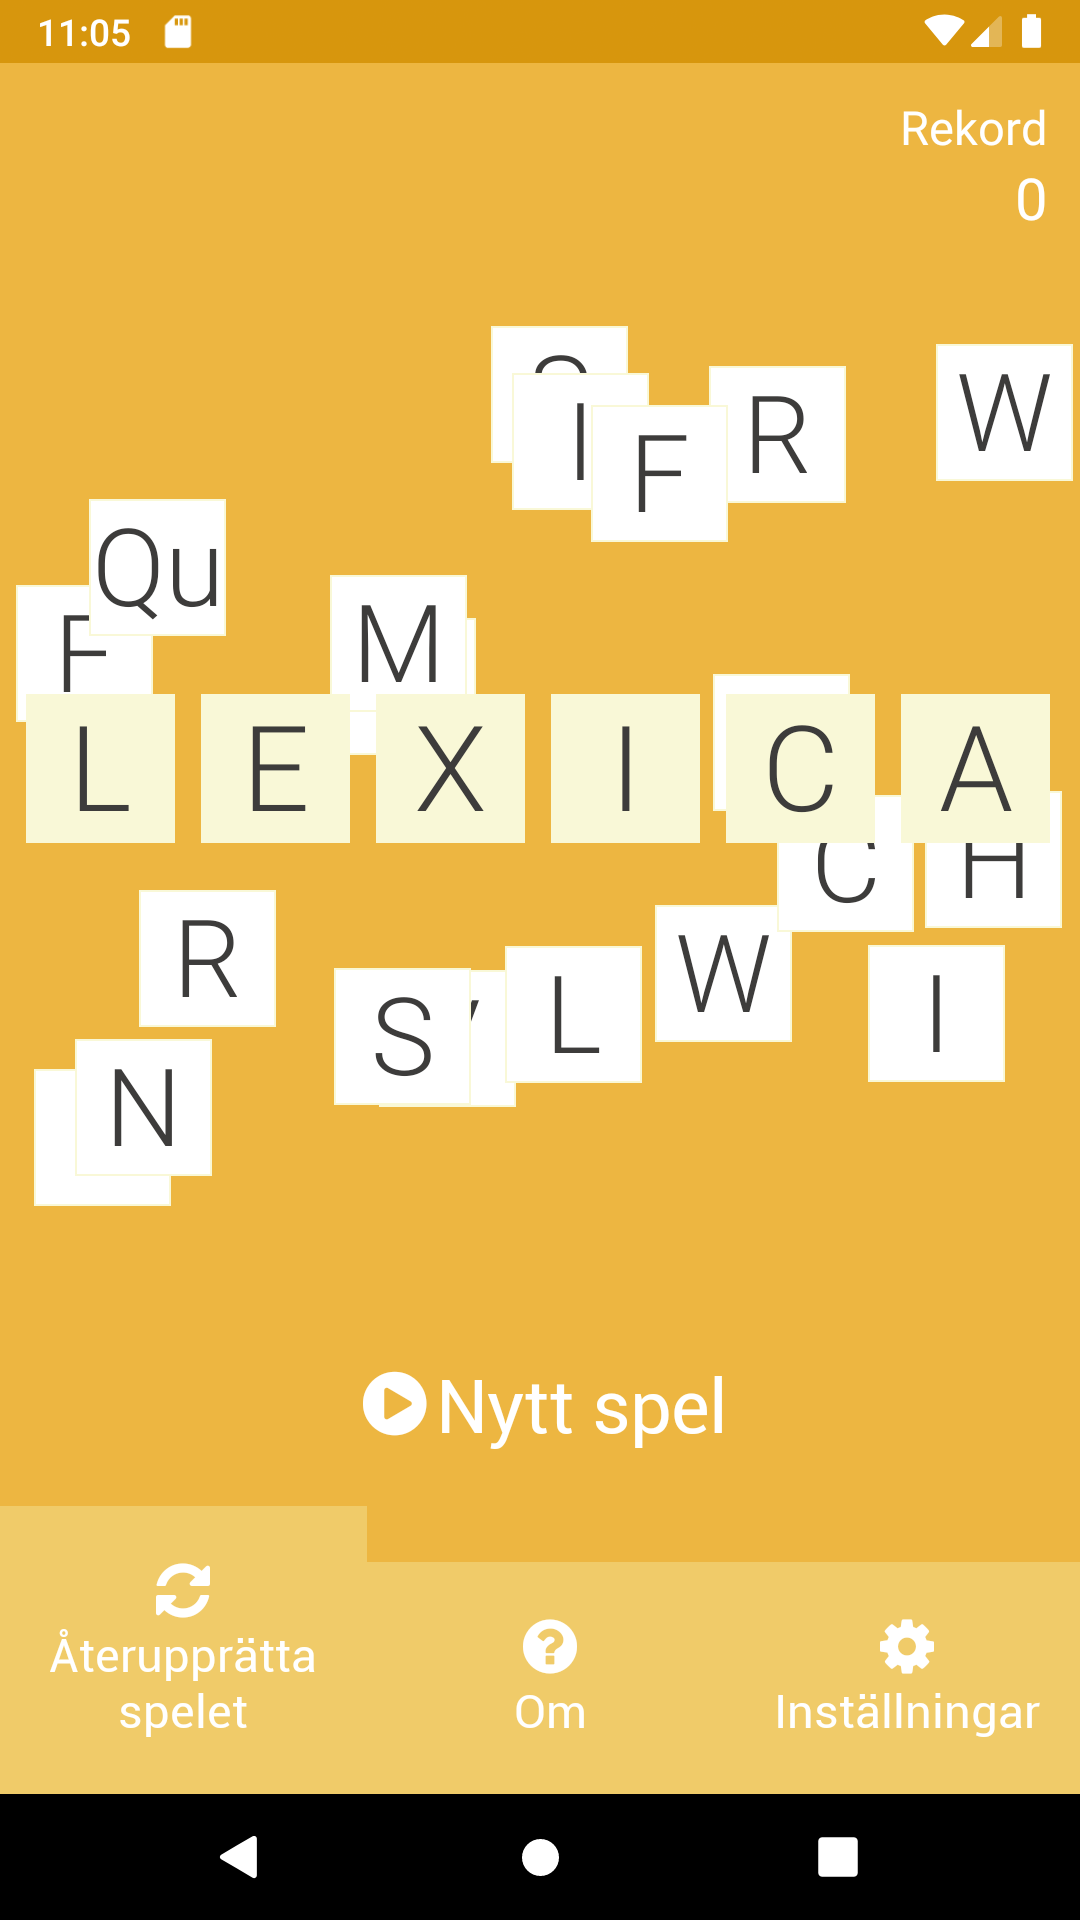 11:05
Rekord
0
W
R
I
F
Qu
M
L E X I C A
C H
R
W
L
I
S
N
Nytt spel
Återupprätta
spelet
Om
Inställningar